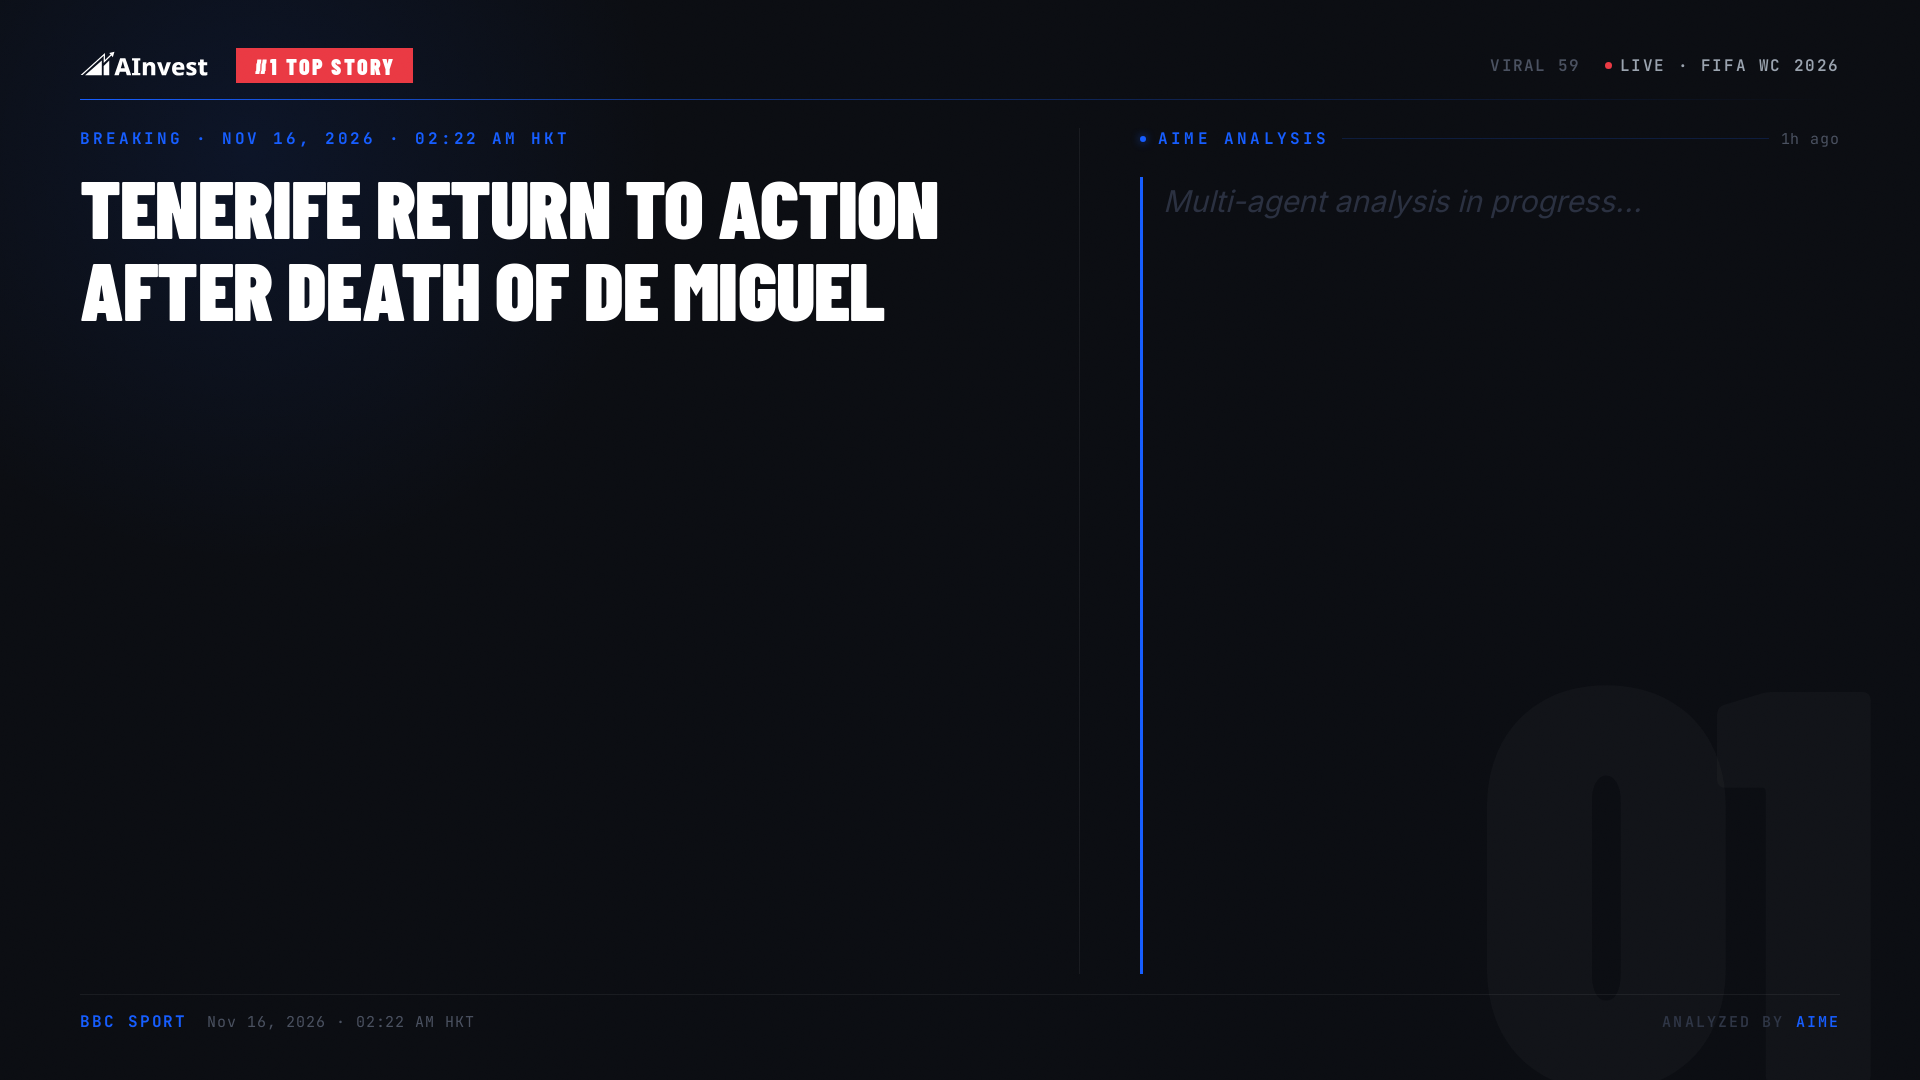 AInvest
#1 TOP STORY
VIRAL 59
LIVE · FIFA WC 2026
BREAKING · NOV 16, 2026 · 02:22 AM HKT
TENERIFE RETURN TO ACTION
AFTER DEATH OF DE MIGUEL
AIME ANALYSIS
1h ago
Multi-agent analysis in progress...
01
BBC SPORT
Nov 16, 2026 · 02:22 AM HKT
ANALYZED BY AIME